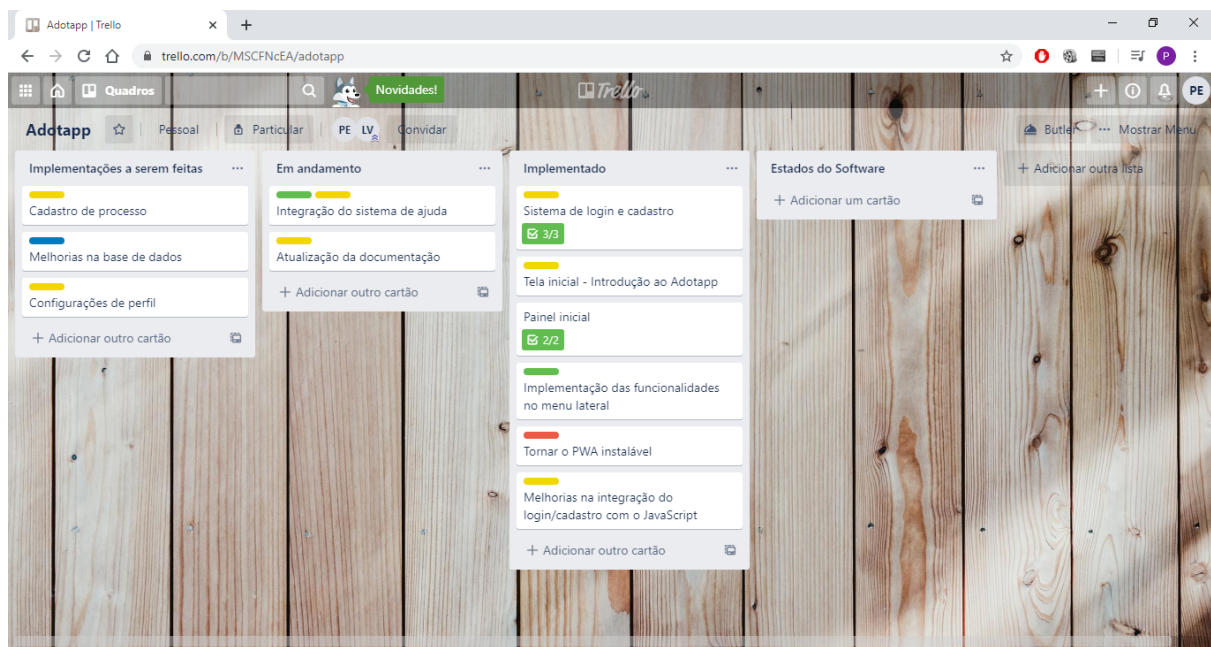 Adotapp | Trello
trello.com/b/MSCFNcEA/adotapp
P
Quadros
Novidades!
Trello
PE
Adotapp
Pessoal
Particular
PE LV
Convidar
Butler
Mostrar Menu
Implementações a serem feitas
Cadastro de processo
Melhorias na base de dados
Configurações de perfil
+ Adicionar outro cartão
Em andamento
Integração do sistema de ajuda
Atualização da documentação
+ Adicionar outro cartão
Implementado
Sistema de login e cadastro
3/3
Tela inicial - Introdução ao Adotapp
Painel inicial
2/2
Implementação das funcionalidades
no menu lateral
Tornar o PWA instalável
Melhorias na integração do
login/cadastro com o JavaScript
+ Adicionar outro cartão
Estados do Software
+ Adicionar um cartão
+ Adicionar outra lista